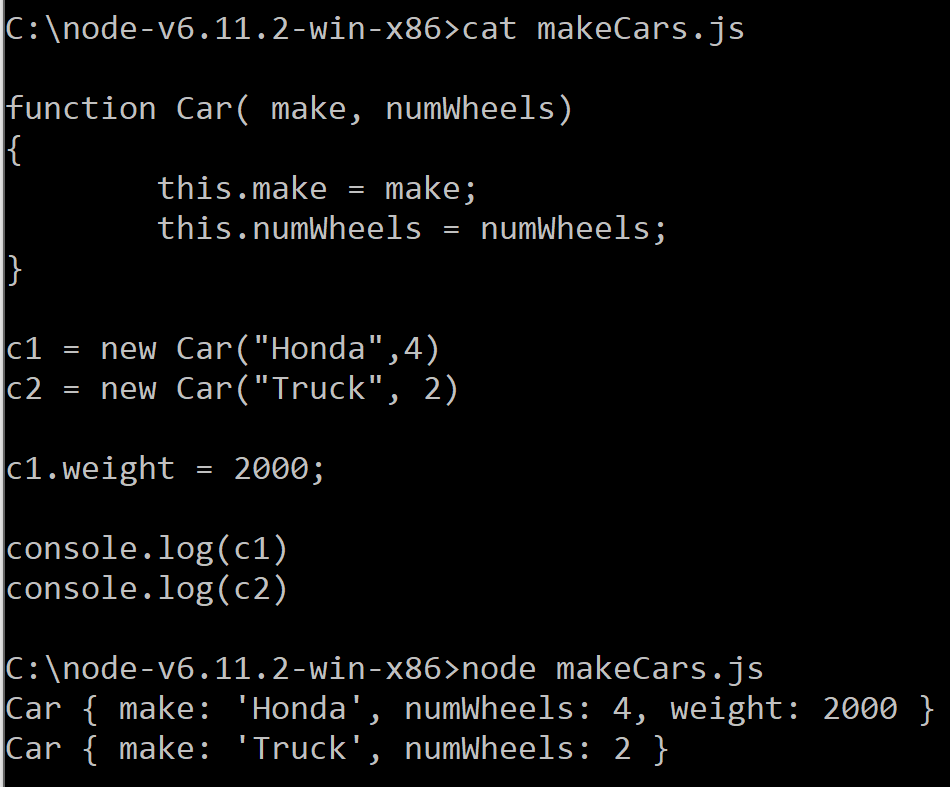 C:\node-v6.11.2-win-x86>cat makeCars.js
function Car( make, numWheels)
{
        this.make = make;
        this.numWheels = numWheels;
}
c1 = new Car("Honda",4)
c2 = new Car("Truck", 2)
c1.weight = 2000;
console.log(c1)
console.log(c2)
C:\node-v6.11.2-win-x86>node makeCars.js
Car { make: 'Honda', numWheels: 4, weight: 2000 }
Car { make: 'Truck', numWheels: 2 }